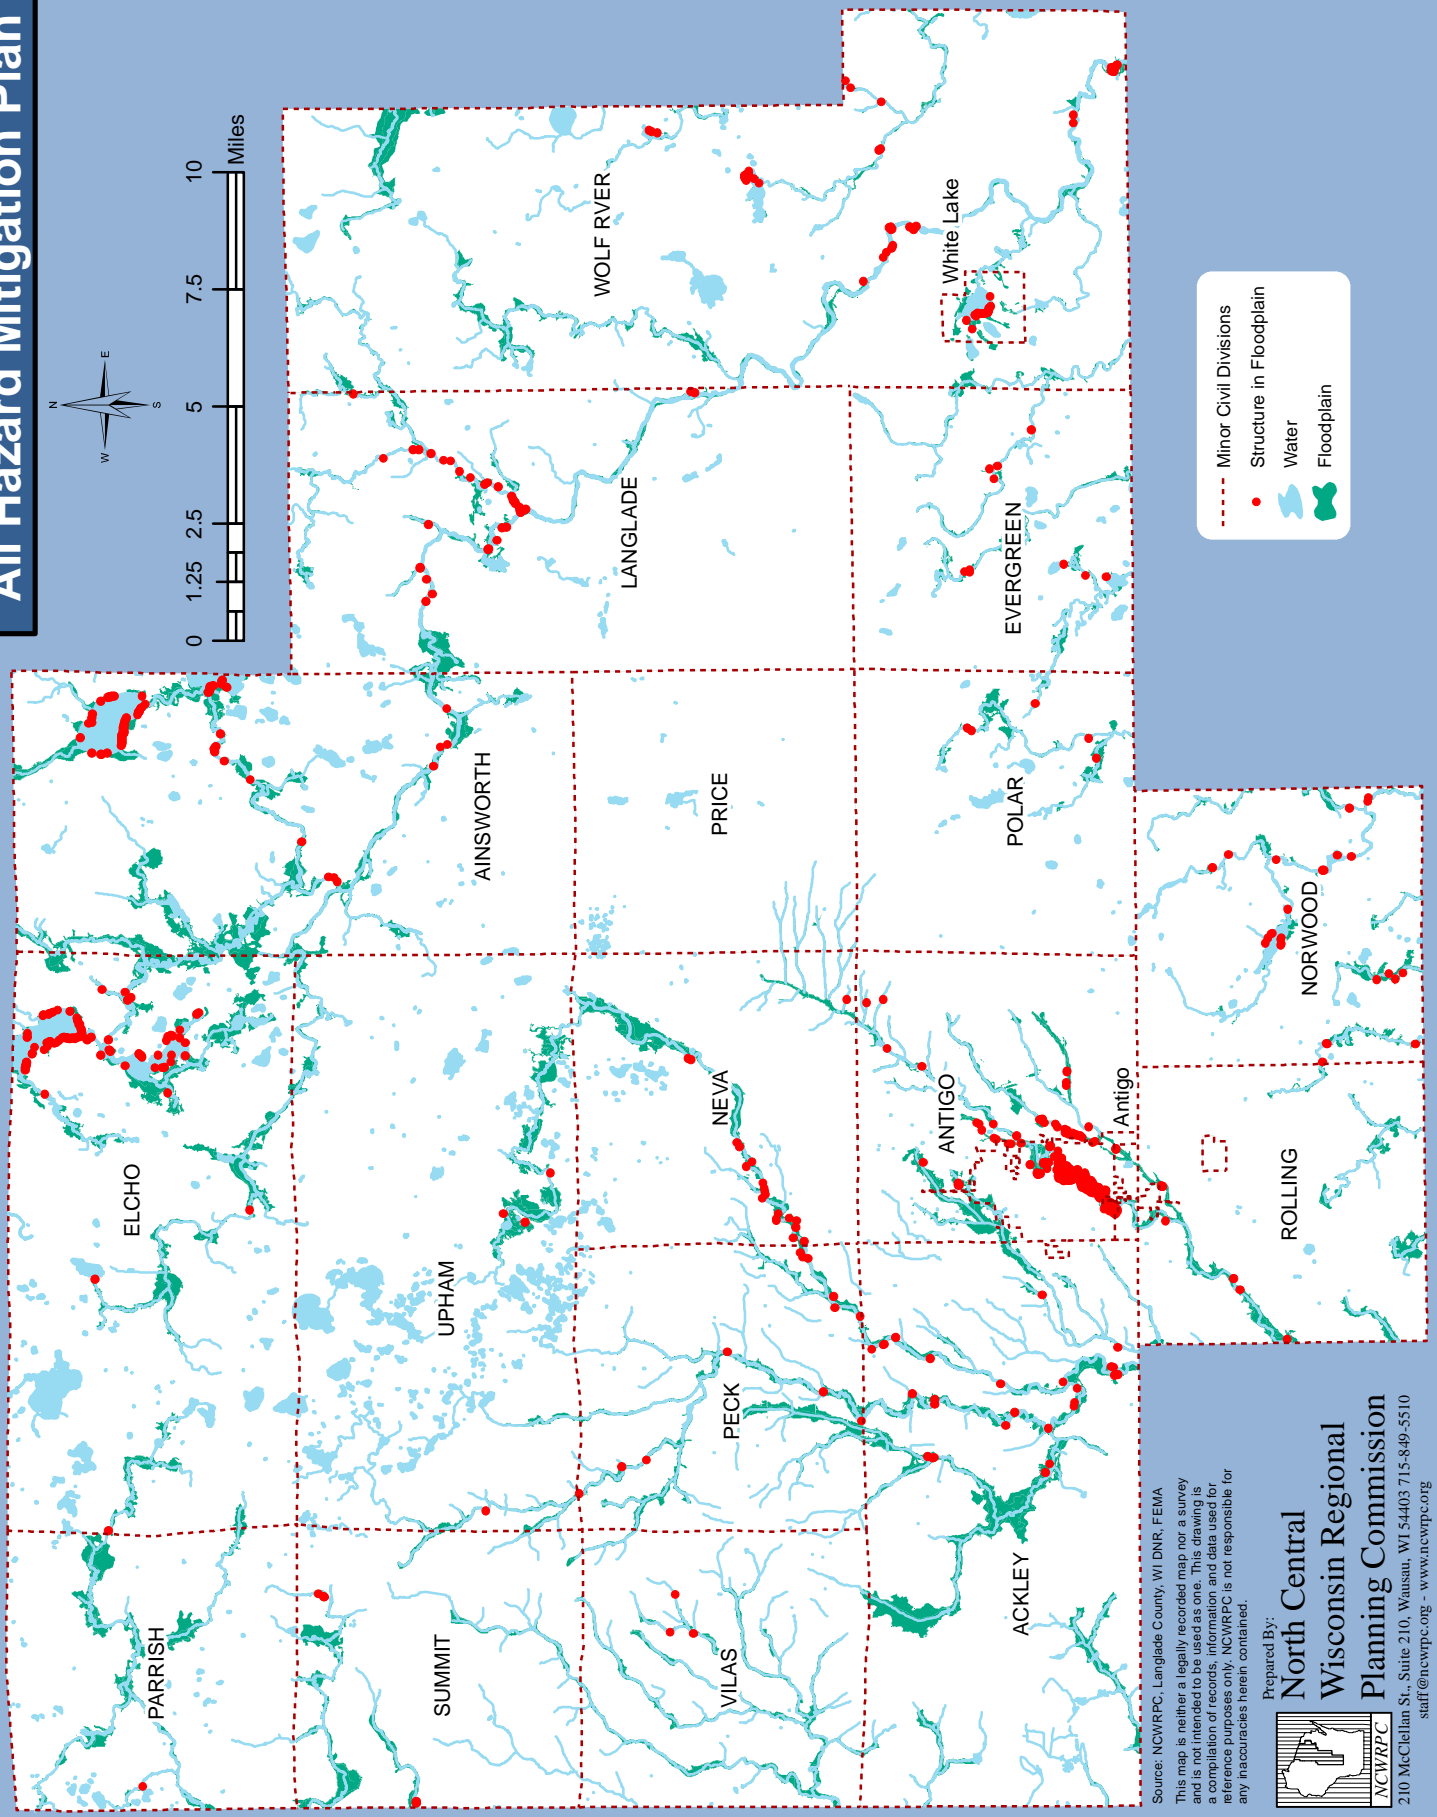 All Hazard Mitigation Plan
N
W
E
S
0
1.25
2.5
5
7.5
10
Miles
PARRISH
ELCHO
AINSWORTH
SUMMIT
UPHAM
LANGLADE
WOLF RVER
VILAS
PECK
NEVA
PRICE
White Lake
ACKLEY
ANTIGO
POLAR
EVERGREEN
Antigo
ROLLING
NORWOOD
Minor Civil Divisions
Structure in Floodplain
Water
Floodplain
Source: NCWRPC, Langlade County, WI DNR, FEMA
This map is neither a legally recorded map nor a survey
and is not intended to be used as one. This drawing is
a compilation of records, information and data used for
reference purposes only. NCWRPC is not responsible for
any inaccuracies herein contained.
Prepared By:
North Central
Wisconsin Regional
Planning Commission
NCWRPC
210 McClellan St., Suite 210, Wausau, WI 54403 715-849-5510
staff@ncwrpc.org - www.ncwrpc.org